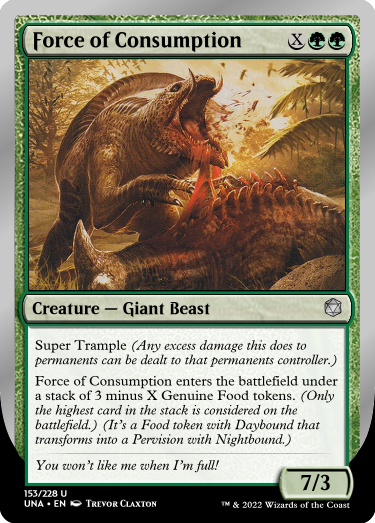 Force of Consumption X
Creature — Giant Beast
Super Trample (Any excess damage this does to
permanents can be dealt to that permanents controller.)
Force of Consumption enters the battlefield under
a stack of 3 minus X Genuine Food tokens. (Only
the highest card in the stack is considered on the
battlefield.) (It's a Food token with Daybound that
transforms into a Pervision with Nightbound.)
You won't like me when I'm full!
7/3
153/228 U
UNA • EN Trevor Claxton
™ & © 2022 Wizards of the Coast